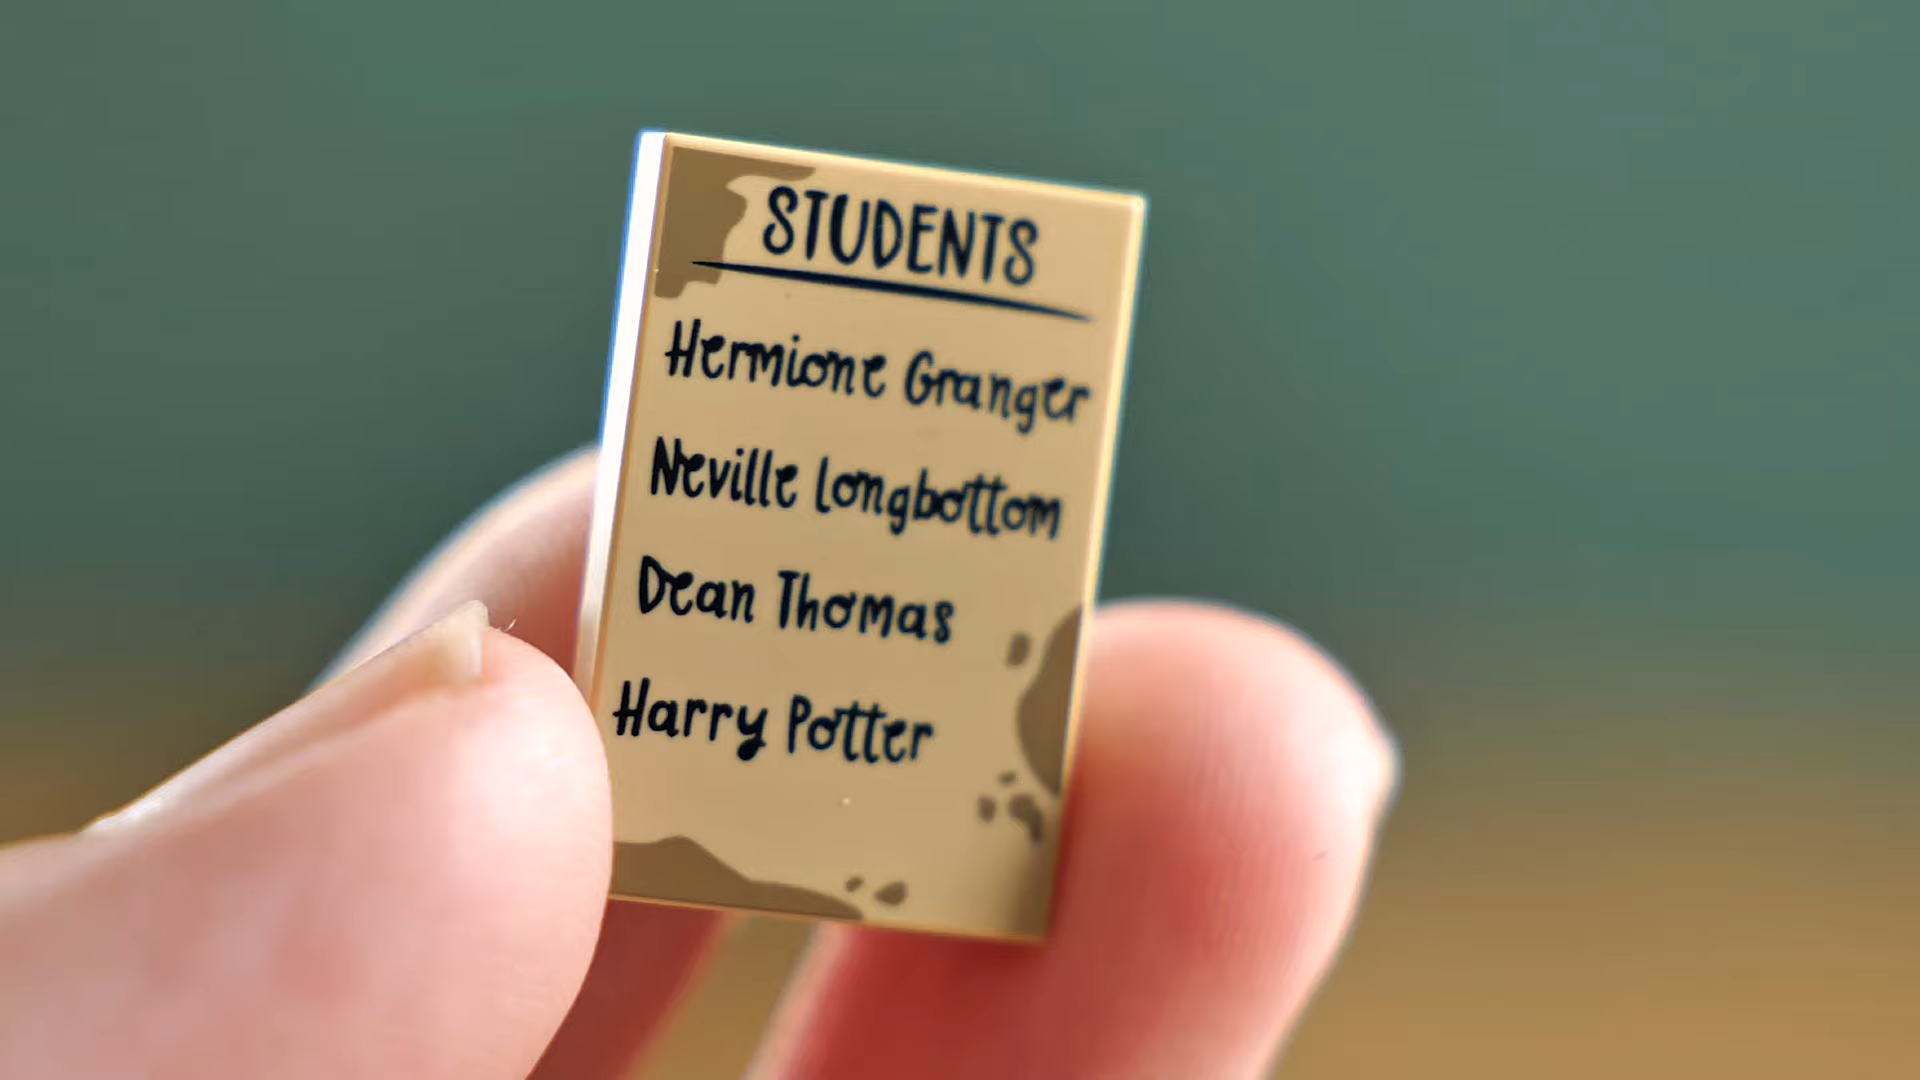 STUDENTS
Hermione Granger
Neville Longbottom
Dean Thomas
Harry Potter